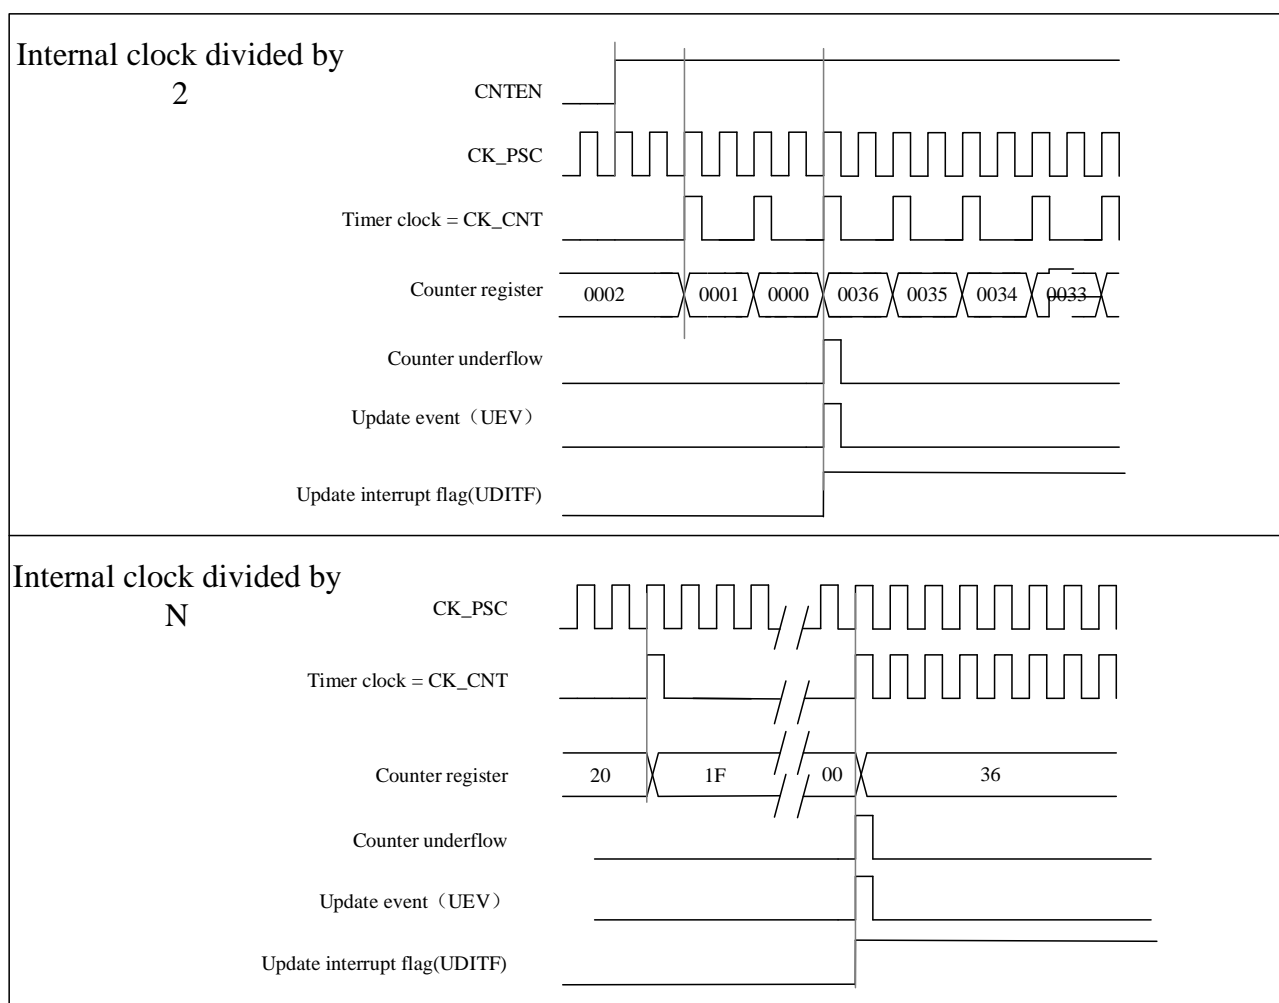 Internal clock divided by
2
CNTEN
CK_PSC
Timer clock = CK_CNT
Counter register
0002 0001 0000 0036 0035 0034 0033
Counter underflow
Update event（UEV）
Update interrupt flag(UDITF)
Internal clock divided by
N
CK_PSC
Timer clock = CK_CNT
Counter register
20 1F 00 36
Counter underflow
Update event（UEV）
Update interrupt flag(UDITF)